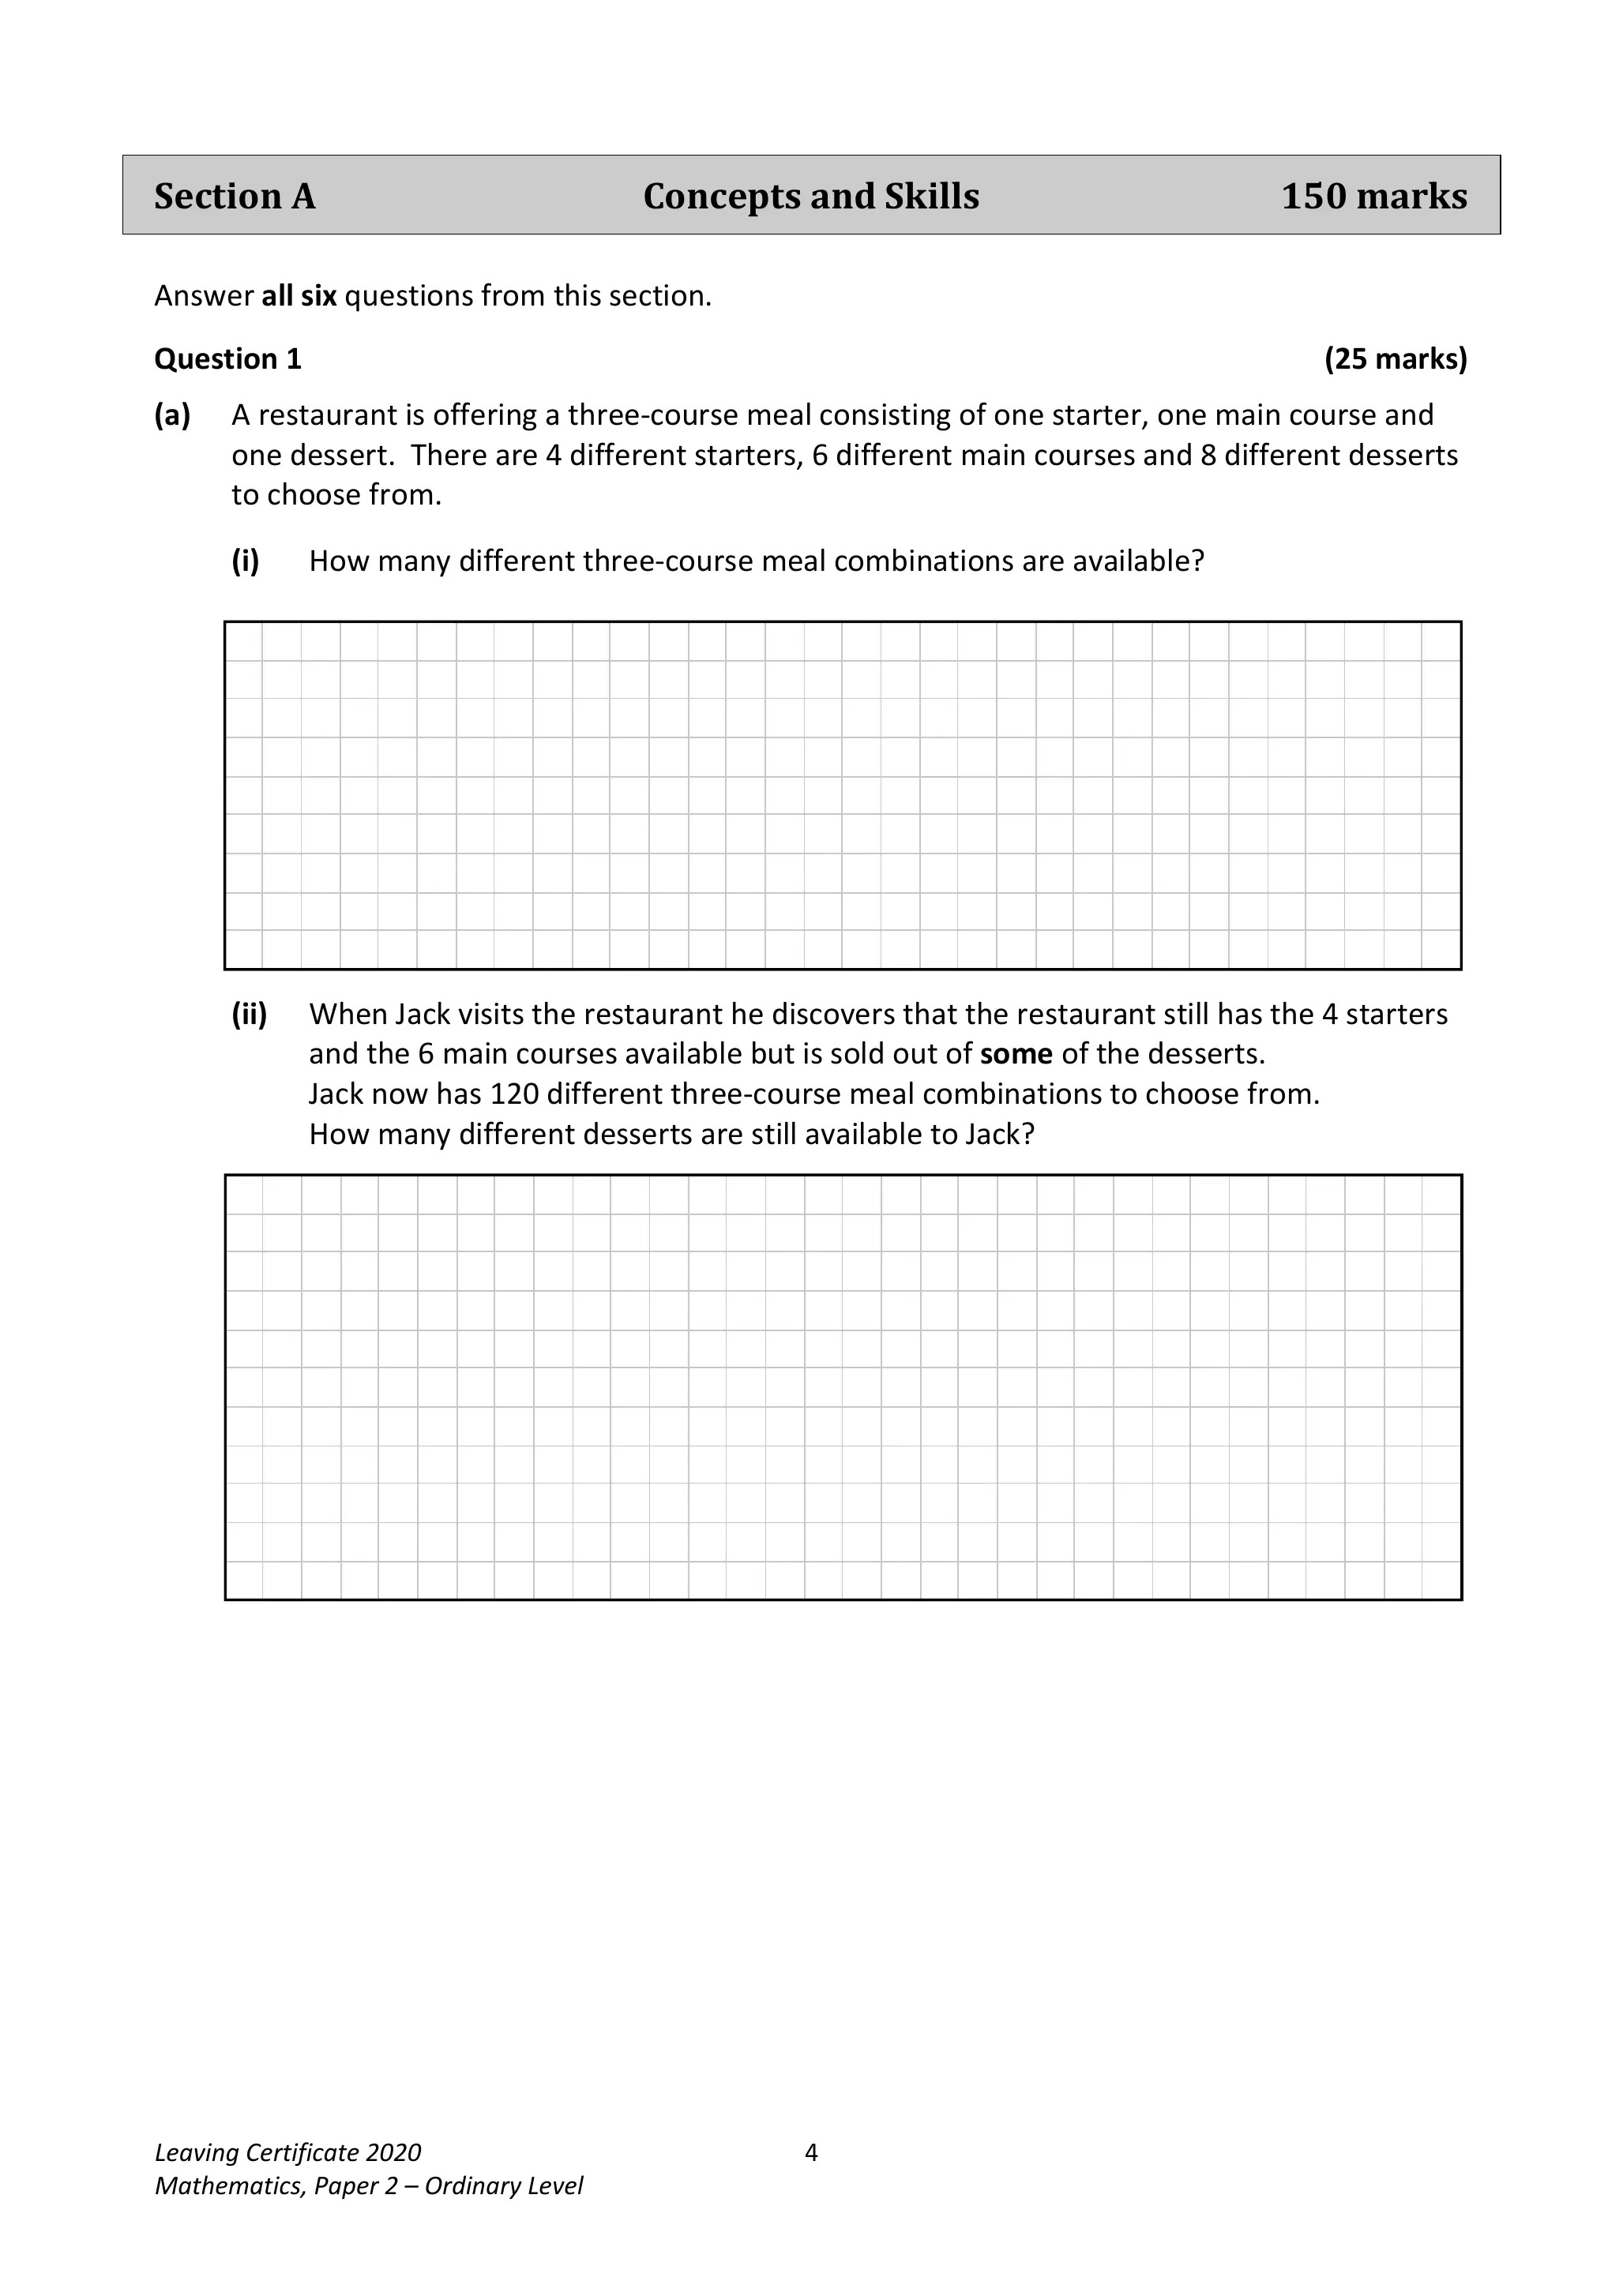 Section A Concepts and Skills 150 marks
Answer all six questions from this section.
Question 1 (25 marks)
(a) A restaurant is offering a three-course meal consisting of one starter, one main course and
one dessert.  There are 4 different starters, 6 different main courses and 8 different desserts
to choose from.
(i) How many different three-course meal combinations are available?
(ii) When Jack visits the restaurant he discovers that the restaurant still has the 4 starters
and the 6 main courses available but is sold out of some of the desserts.
Jack now has 120 different three-course meal combinations to choose from.
How many different desserts are still available to Jack?
Leaving Certificate 2020 4
Mathematics, Paper 2 – Ordinary Level